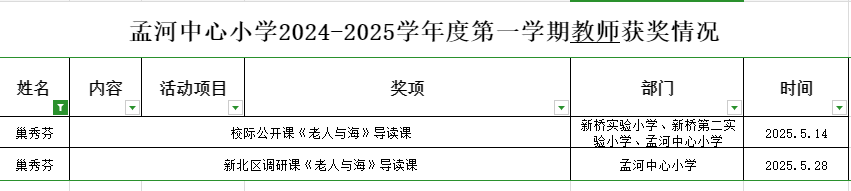 孟河中心小学2024-2025学年度第一学期教师获奖情况
姓名 内容 活动项目 奖项 部门 时间
巢秀芬 校际公开课《老人与海》导读课 新桥实验小学、新桥第二实验小学、孟河中心小学 2025.5.14
巢秀芬 新北区调研课《老人与海》导读课 孟河中心小学 2025.5.28